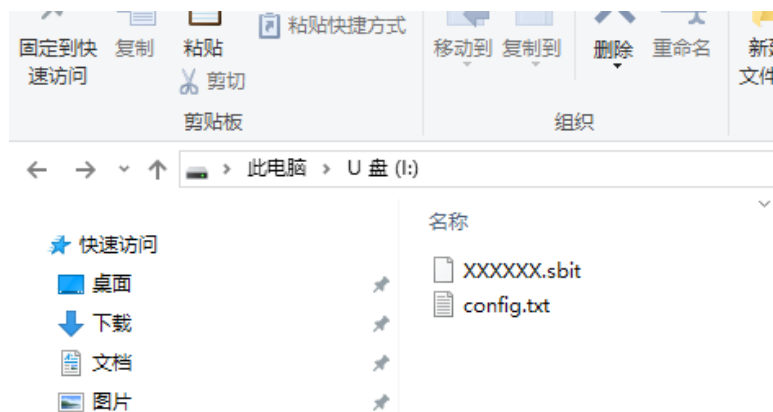 粘贴快捷方式
固定到快
速访问
复制
粘贴
剪切
移动到
复制到
删除
重命名
文件
剪贴板
组织
此电脑 > U 盘 (I:)
名称
快速访问
桌面
下载
文档
图片
XXXXXX.sbit
config.txt